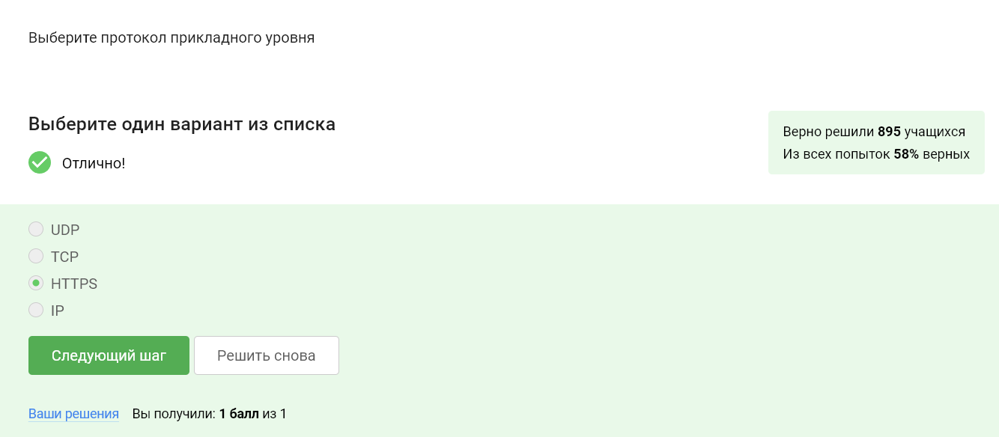 Выберите протокол прикладного уровня
Выберите один вариант из списка
Отлично!
Верно решили 895 учащихся
Из всех попыток 58% верных
UDP
TCP
HTTPS
IP
Следующий шаг
Решить снова
Ваши решения Вы получили: 1 балл из 1